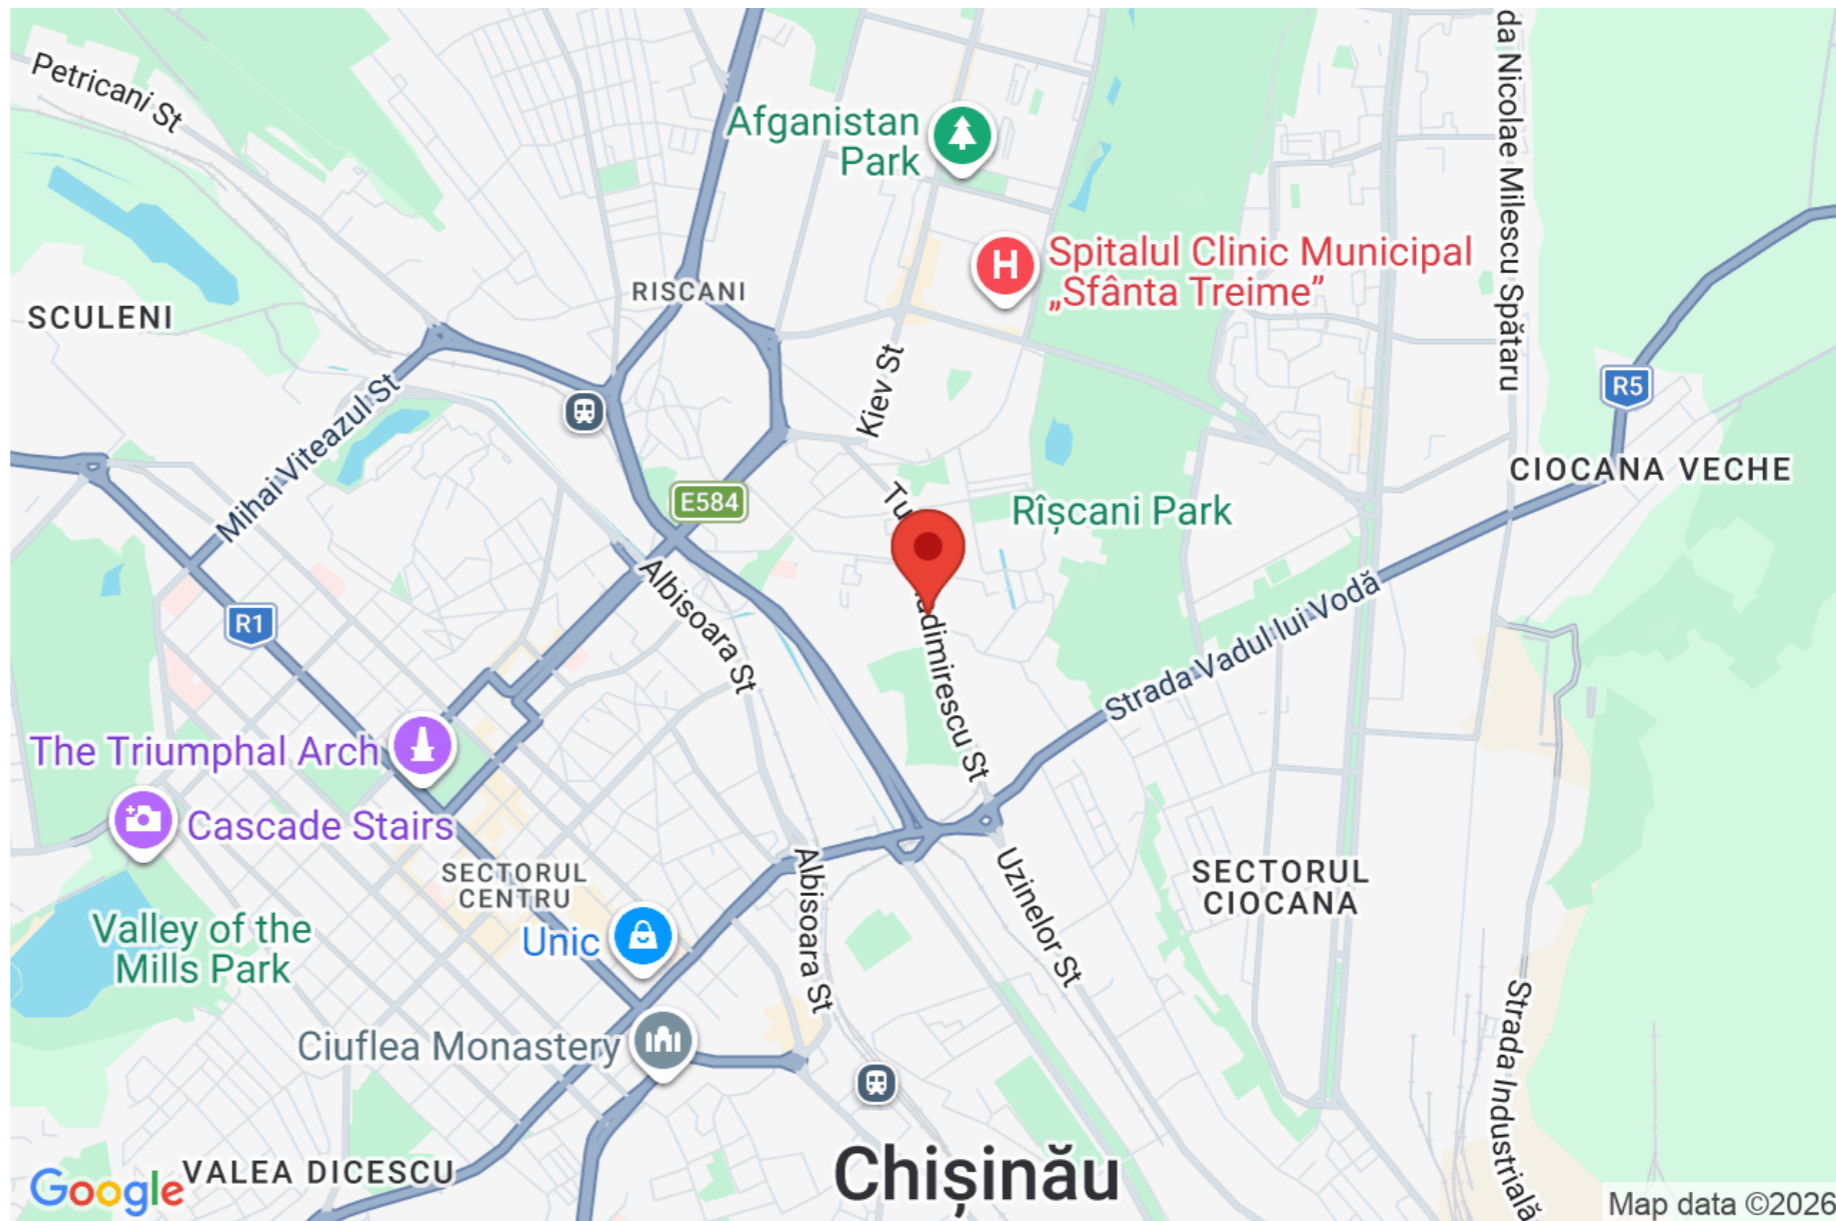 Petricani St
da Nicolae Milescu Spătaru
Afganistan
Park
Spitalul Clinic Municipal
„Sfânta Treime”
RISCANI
SCULENI
Kiev St
R5
Mihai Viteazul St
CIOCANA VECHE
E584
Rîșcani Park
Albisoara St
R1
Strada Vadul lui Vodă
The Triumphal Arch
Cascade Stairs
SECTORUL
CENTRU
SECTORUL
CIOCANA
Albisoara St
Uzinelor St
Valley of the
Mills Park
Unic
Ciuflea Monastery
Strada Industrială
VALEA DICESCU
Chișinău
Google
Map data ©2026